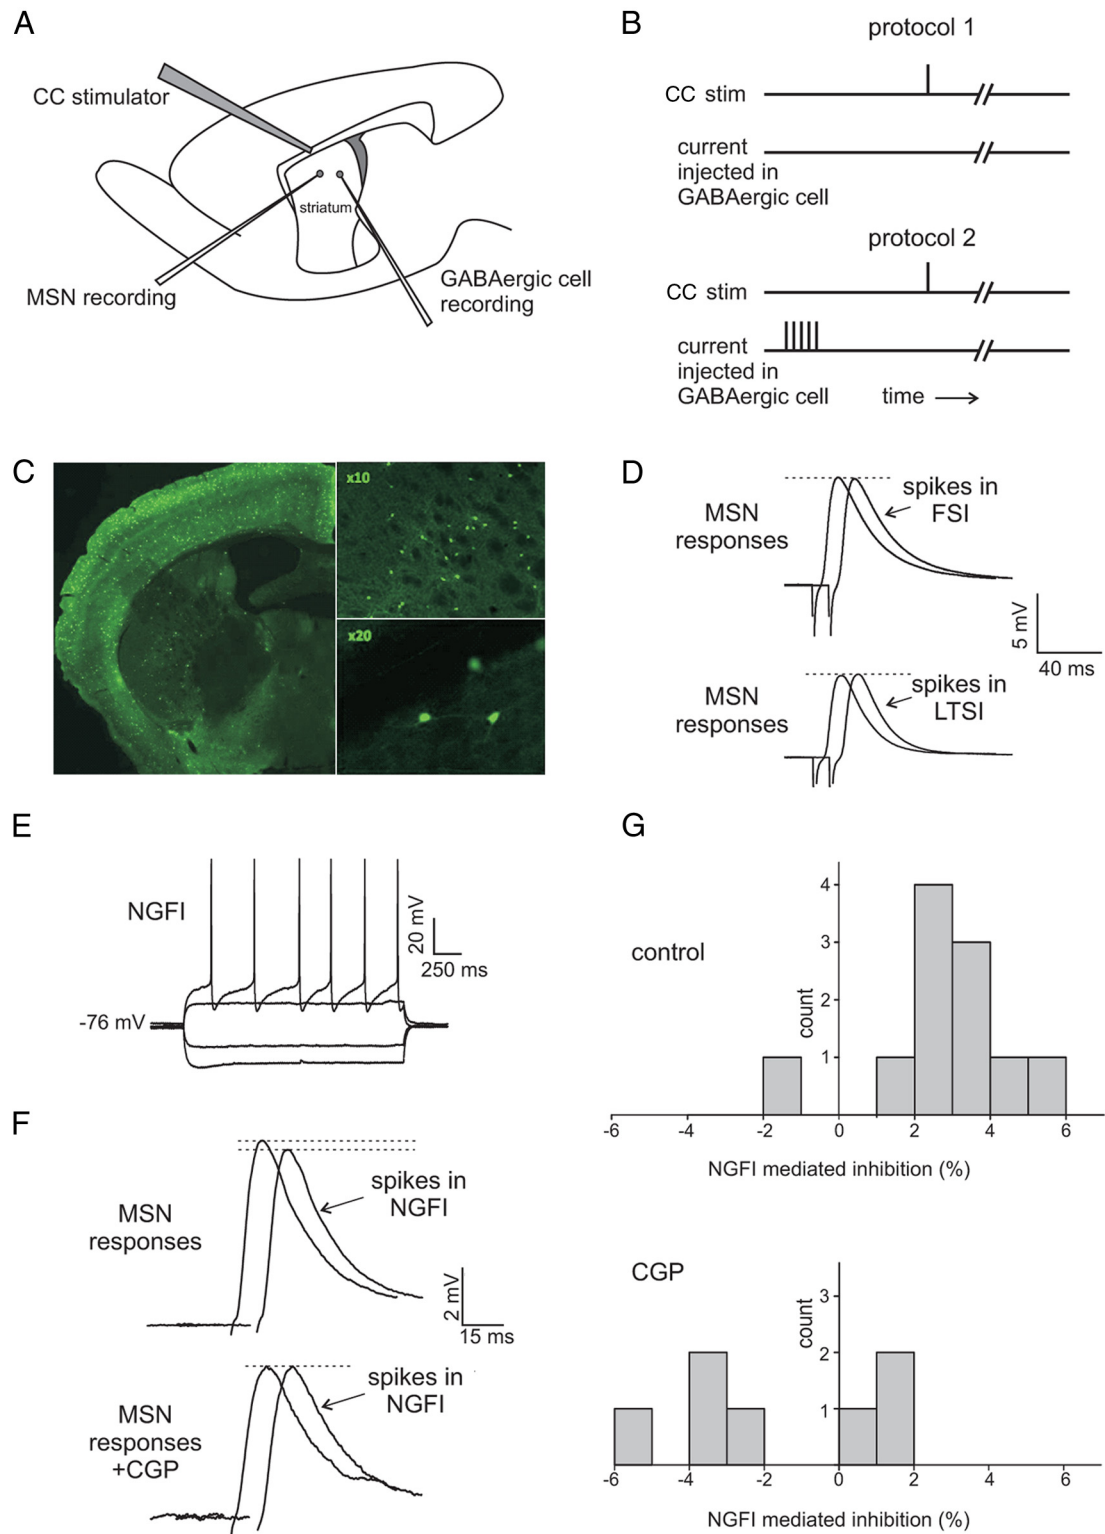 A
CC stimulator
striatum
MSN recording
GABAergic cell
recording
B
protocol 1
CC stim
current
injected in
GABAergic cell
protocol 2
CC stim
current
injected in
GABAergic cell
time
C
x10
x20
D
MSN
responses
spikes in
FSI
5 mV
40 ms
MSN
responses
spikes in
LTSI
E
NGFI
20 mV
250 ms
-76 mV
F
MSN
responses
spikes in
NGFI
2 mV
15 ms
MSN
responses
+CGP
spikes in
NGFI
G
control
count
4
3
2
1
-6 -4 -2 0 2 4 6
NGFI mediated inhibition (%)
CGP
count
3
2
1
-6 -4 -2 0 2 4 6
NGFI mediated inhibition (%)